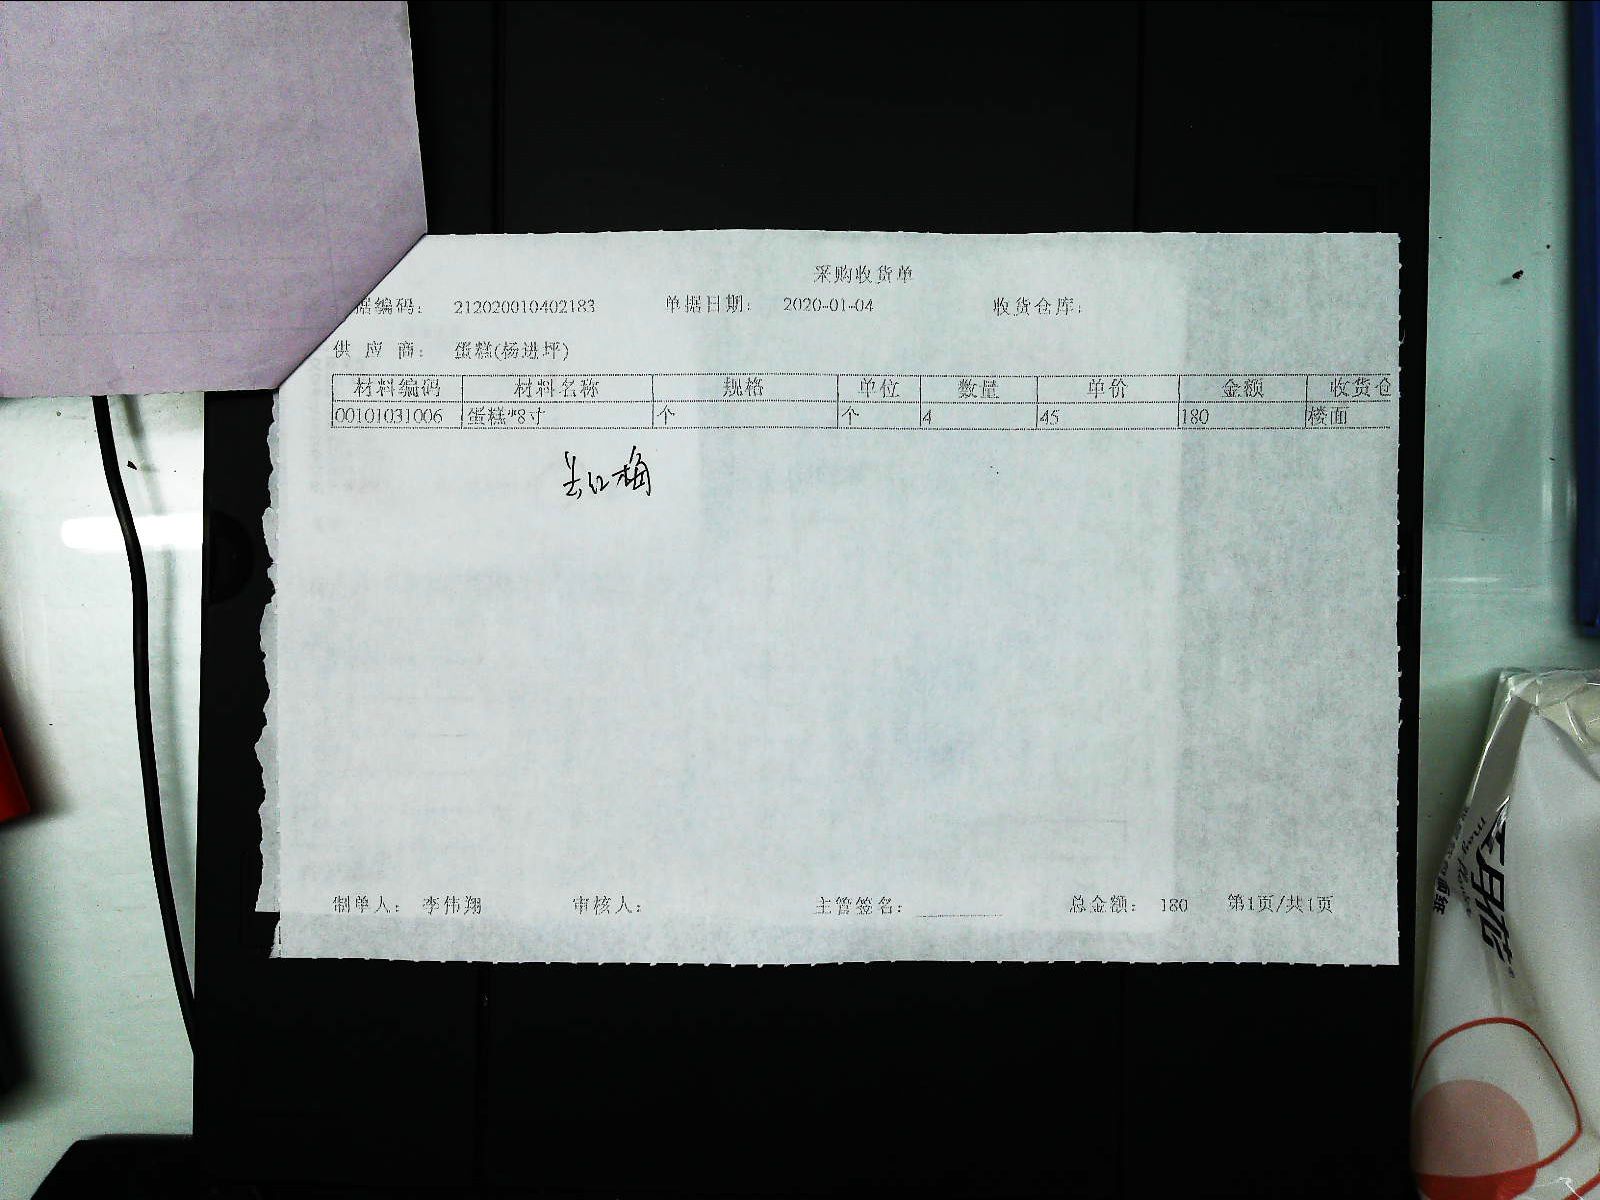 采购收货单
据编码： 212020010402183 单据日期： 2020-01-04 收货仓库：
供应商： 蛋糕(杨进坪)
材料编码 材料名称 规格 单位 数量 单价 金额 收货仓
00101031006 蛋糕*8寸 个 个 4 45 180 楼面
红梅
制单人： 李伟翔 审核人： 主管签名： 总金额： 180 第1页/共1页
月花